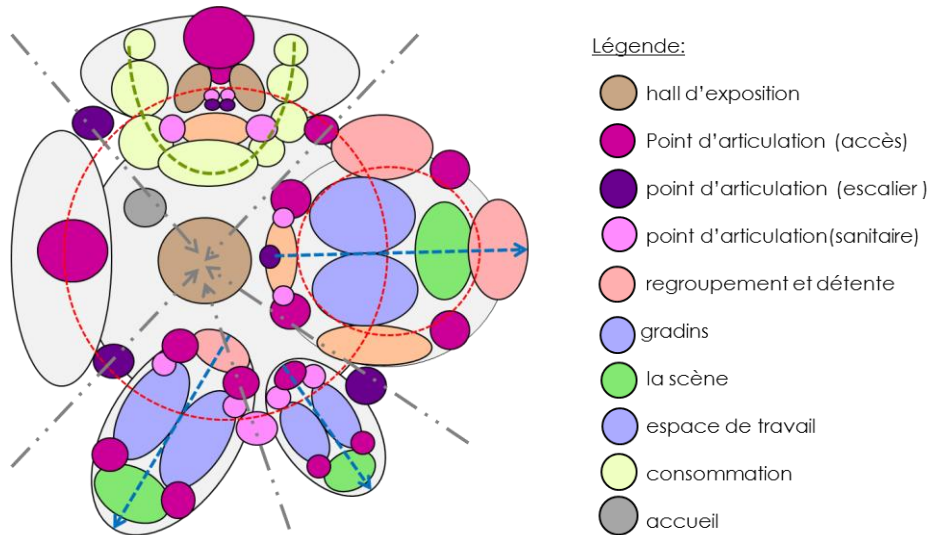 Légende:
hall d'exposition
Point d'articulation (accès)
point d'articulation (escalier)
point d'articulation(sanitaire)
regroupement et détente
gradins
la scène
espace de travail
consommation
accueil